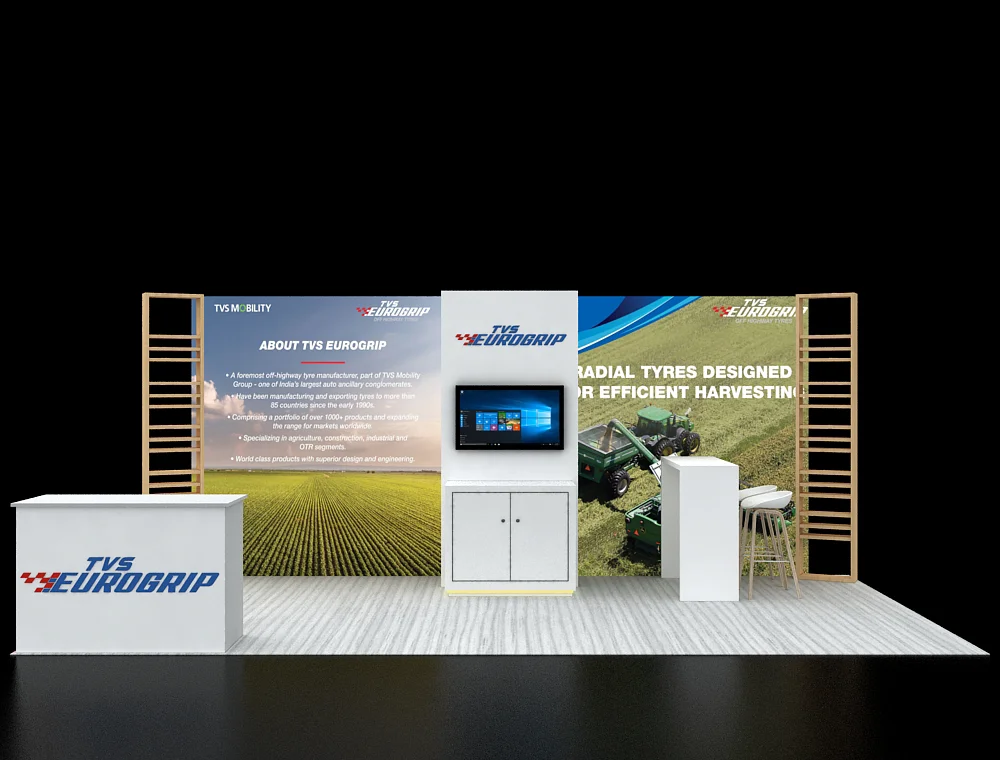 TVS MOBILITY
TVS
EUROGRIP
OFF HIGHWAY TYRES
ABOUT TVS EUROGRIP
• A foremost off-highway tyre manufacturer, part of TVS Mobility
Group - one of India's largest auto ancillary conglomerates.
• Have been manufacturing and exporting tyres to more than
85 countries since the early 1990s.
• Comprising a portfolio of over 1000+ products and expanding
the range for markets worldwide
• Specializing in agriculture, construction, industrial and
OTR segments.
• World class products with superior design and engineering.
TVS
EUROGRIP
TVS
EUROGRIP
OFF HIGHWAY TYRES
RADIAL TYRES DESIGNED
OR EFFICIENT HARVESTING
TVS
EUROGRIP